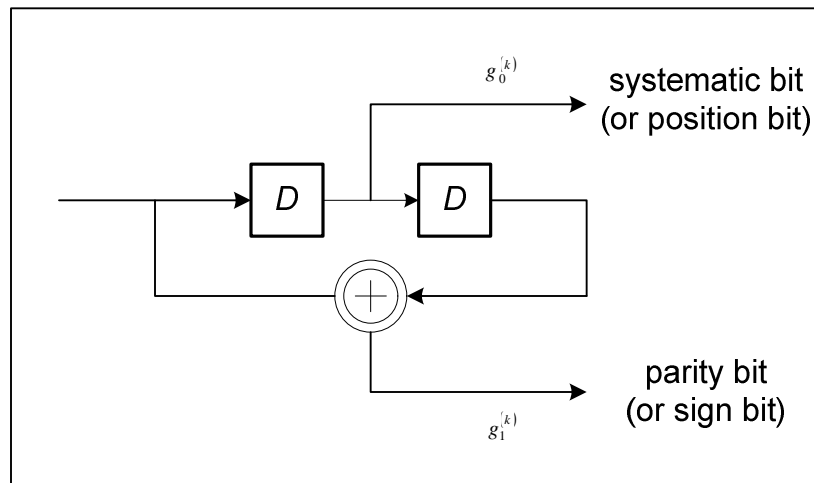 g₀⁽ᵏ⁾
systematic bit
(or position bit)
D
D
+
parity bit
(or sign bit)
g₁⁽ᵏ⁾